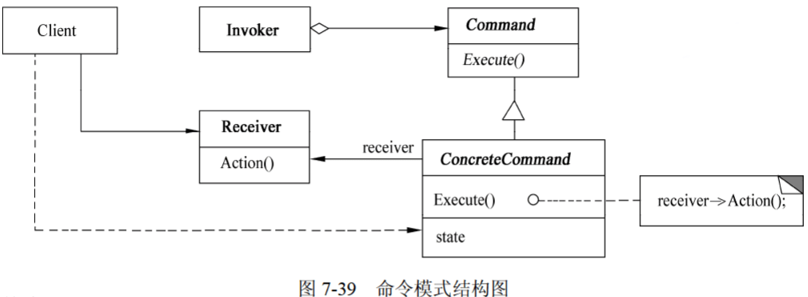 Client
Invoker
Command
Execute()
Receiver
Action()
receiver
ConcreteCommand
Execute()
state
receiver->Action();
图 7-39 命令模式结构图